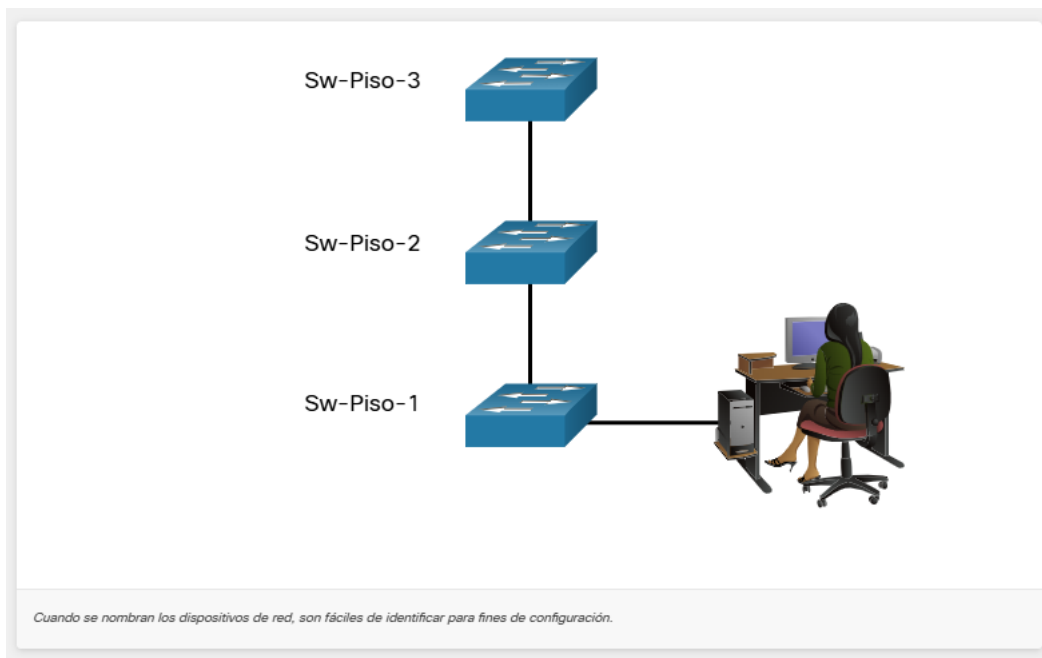 Sw-Piso-3
Sw-Piso-2
Sw-Piso-1
Cuando se nombran los dispositivos de red, son fáciles de identificar para fines de configuración.